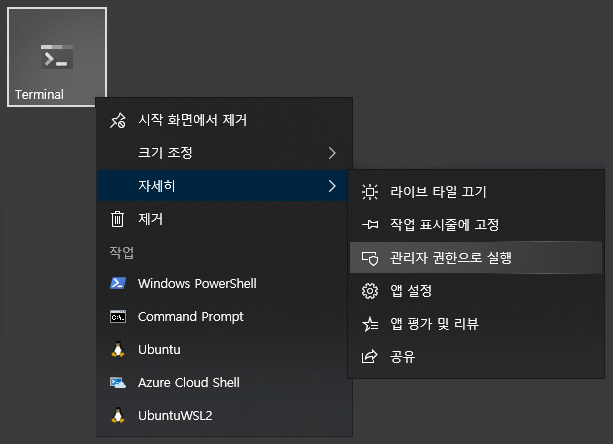 Terminal
시작 화면에서 제거
크기 조정
자세히
제거
작업
Windows PowerShell
Command Prompt
Ubuntu
Azure Cloud Shell
UbuntuWSL2
라이브 타일 끄기
작업 표시줄에 고정
관리자 권한으로 실행
앱 설정
앱 평가 및 리뷰
공유